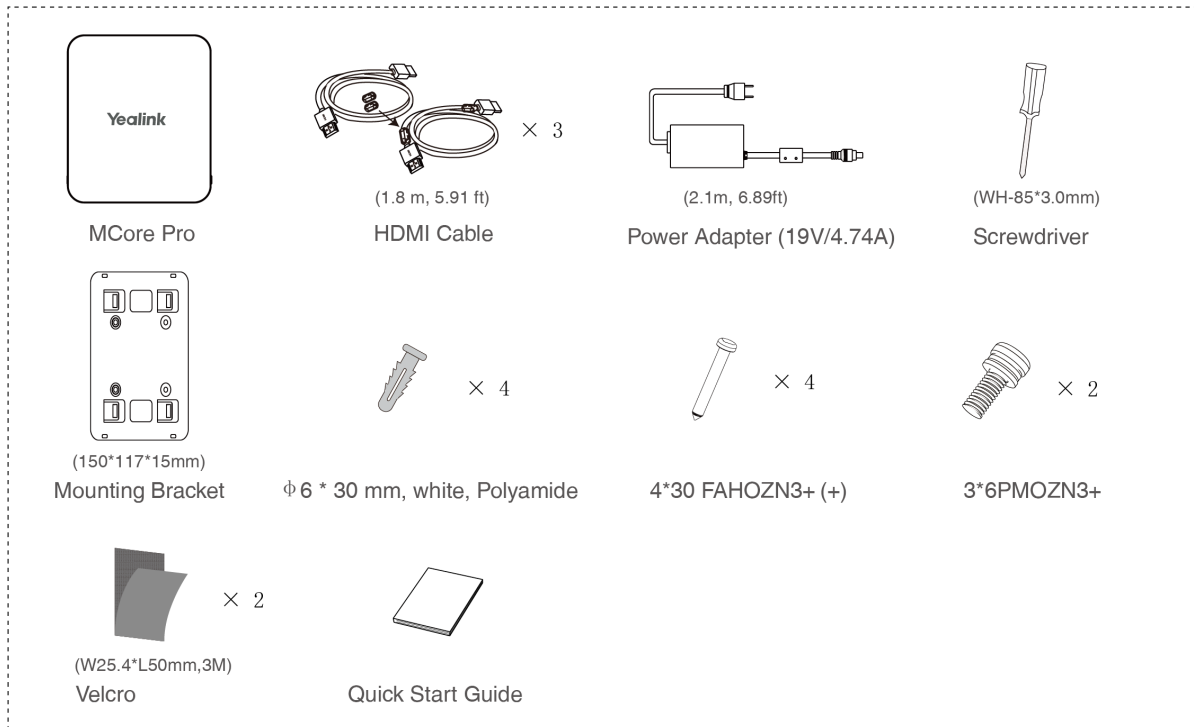 Yealink
× 3
(1.8 m, 5.91 ft)
(2.1m, 6.89ft)
(WH-85*3.0mm)
MCore Pro
HDMI Cable
Power Adapter (19V/4.74A)
Screwdriver
× 4
× 4
× 2
(150*117*15mm)
Mounting Bracket
ϕ6 * 30 mm, white, Polyamide
4*30 FAHOZN3+ (+)
3*6PMOZN3+
× 2
(W25.4*L50mm,3M)
Velcro
Quick Start Guide